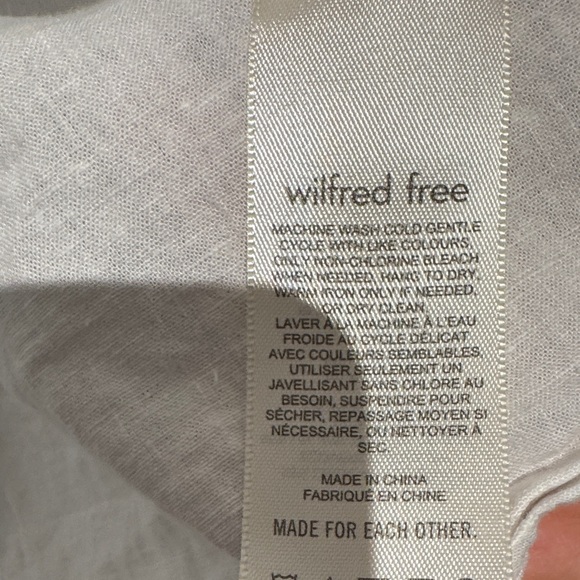 wilfred free
MACHINE WASH COLD GENTLE
CYCLE WITH LIKE COLOURS,
ONLY NON-CHLORINE BLEACH
WHEN NEEDED, HANG TO DRY,
WARM IRON ONLY IF NEEDED,
OR DRY CLEAN.
LAVER À LA MACHINE À L'EAU
FROIDE AU CYCLE DÉLICAT
AVEC COULEURS SEMBLABLES,
UTILISER SEULEMENT UN
JAVELLISANT SANS CHLORE AU
BESOIN, SUSPENDRE POUR
SÉCHER, REPASSAGE MOYEN SI
NÉCESSAIRE, OU NETTOYER À
SEC.
MADE IN CHINA
FABRIQUÉ EN CHINE
MADE FOR EACH OTHER.